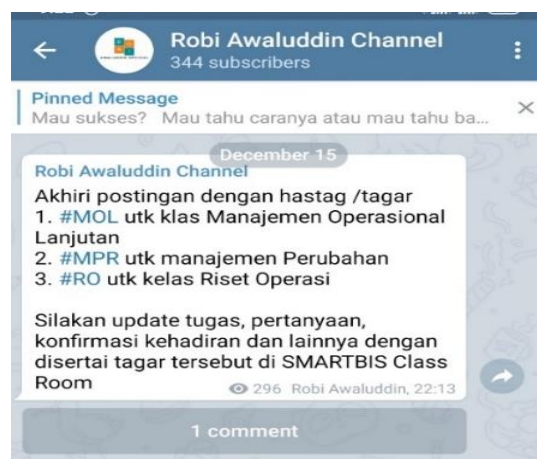 Robi Awaluddin Channel
344 subscribers
Pinned Message
Mau sukses? Mau tahu caranya atau mau tahu ba...
December 15
Robi Awaluddin Channel
Akhiri postingan dengan hastag /tagar
1. #MOL utk klas Manajemen Operasional
Lanjutan
2. #MPR utk manajemen Perubahan
3. #RO utk kelas Riset Operasi
Silakan update tugas, pertanyaan,
konfirmasi kehadiran dan lainnya dengan
disertai tagar tersebut di SMARTBIS Class
Room
296 Robi Awaluddin, 22:13
1 comment